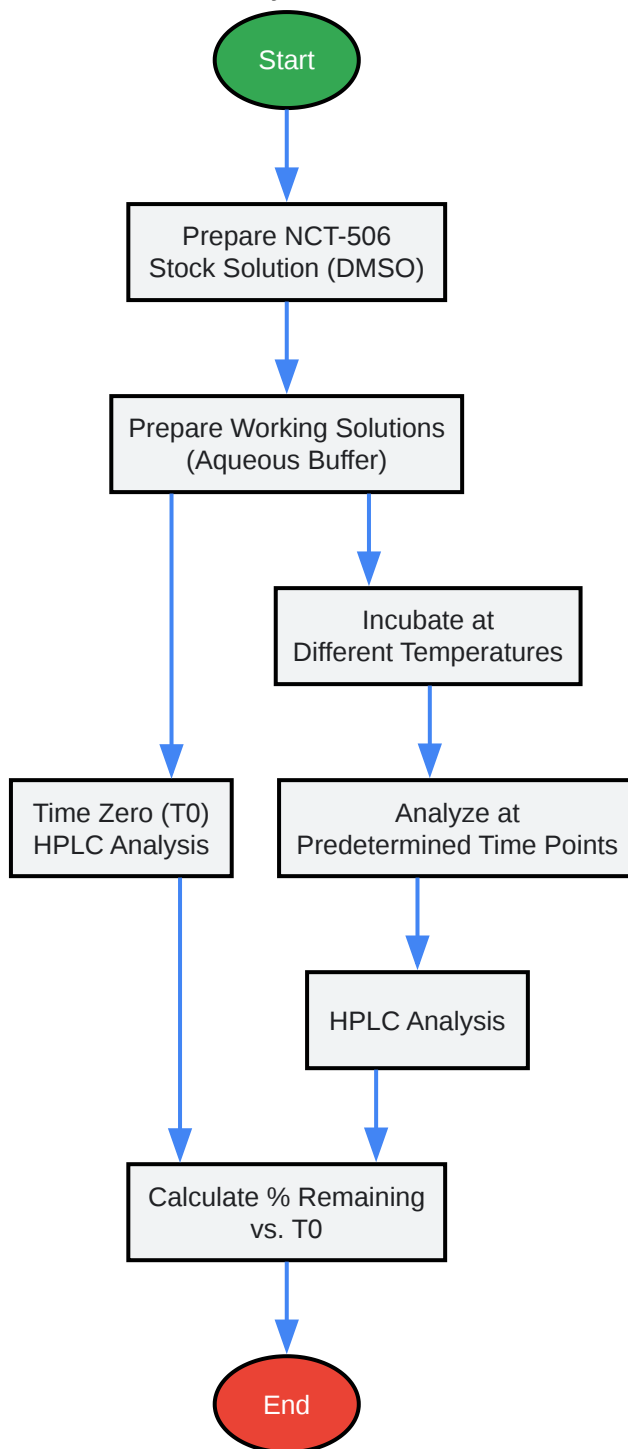 Start
Prepare NCT-506
Stock Solution (DMSO)
Prepare Working Solutions
(Aqueous Buffer)
Incubate at
Different Temperatures
Time Zero (T0)
HPLC Analysis
Analyze at
Predetermined Time Points
HPLC Analysis
Calculate % Remaining
vs. T0
End